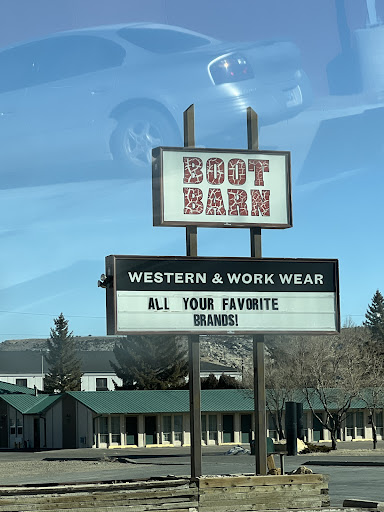 BOOT
BARN
WESTERN & WORK WEAR
ALL YOUR FAVORITE
BRANDS!